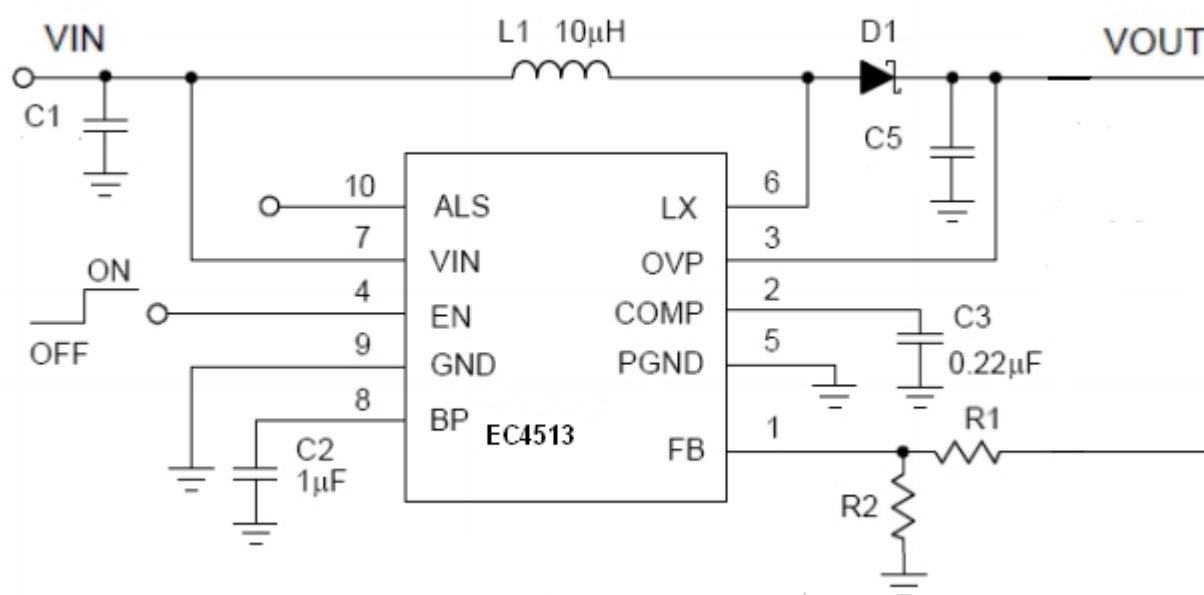 VIN
L1 10µH
D1
VOUT
C1
C5
10
ALS
LX
6
7
VIN
OVP
3
ON
OFF
4
EN
COMP
2
C3
0.22µF
9
GND
PGND
5
8
BP
EC4513
C2
1µF
FB
1
R1
R2